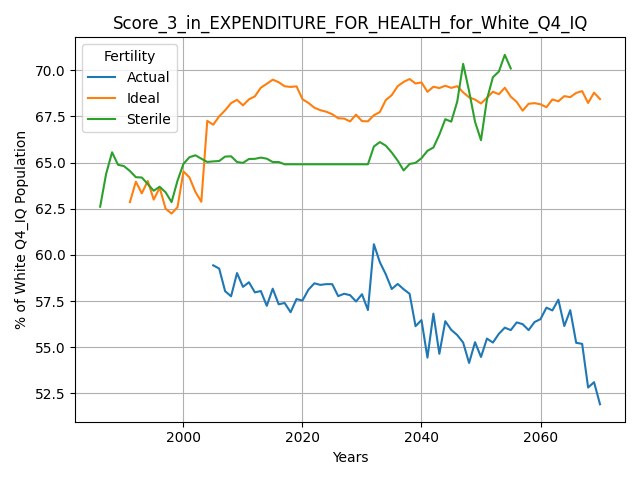 Score_3_in_EXPENDITURE_FOR_HEALTH_for_White_Q4_IQ
Fertility
Actual
Ideal
Sterile
% of White Q4_IQ Population
70.0
67.5
65.0
62.5
60.0
57.5
55.0
52.5
2000 2020 2040 2060
Years